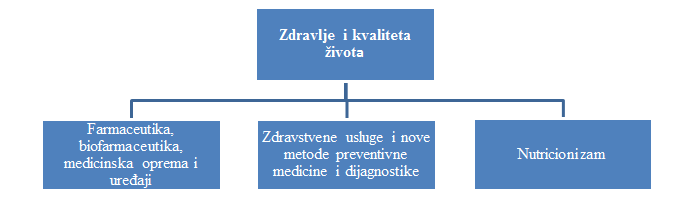 Zdravlje i kvaliteta
života
Farmaceutika,
biofarmaceutika,
medicinska oprema i
uređaji
Zdravstvene usluge i nove
metode preventivne
medicine i dijagnostike
Nutricionizam